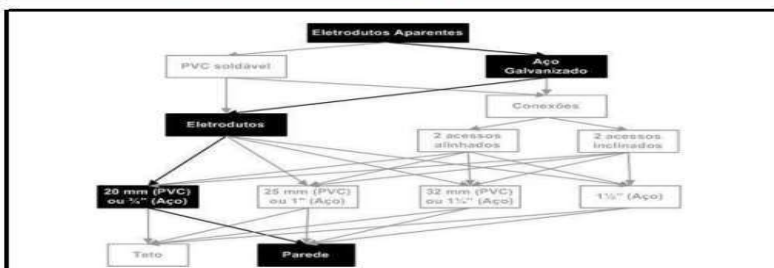 Eletrodutos Aparentes
PVC soldável
Aço
Galvanizado
Conexões
Eletrodutos
2 acessos
alinhados
2 acessos
inclinados
20 mm (PVC)
ou ¾" (Aço)
25 mm (PVC)
ou 1" (Aço)
32 mm (PVC)
ou 1¼" (Aço)
1½" (Aço)
Teto
Parede